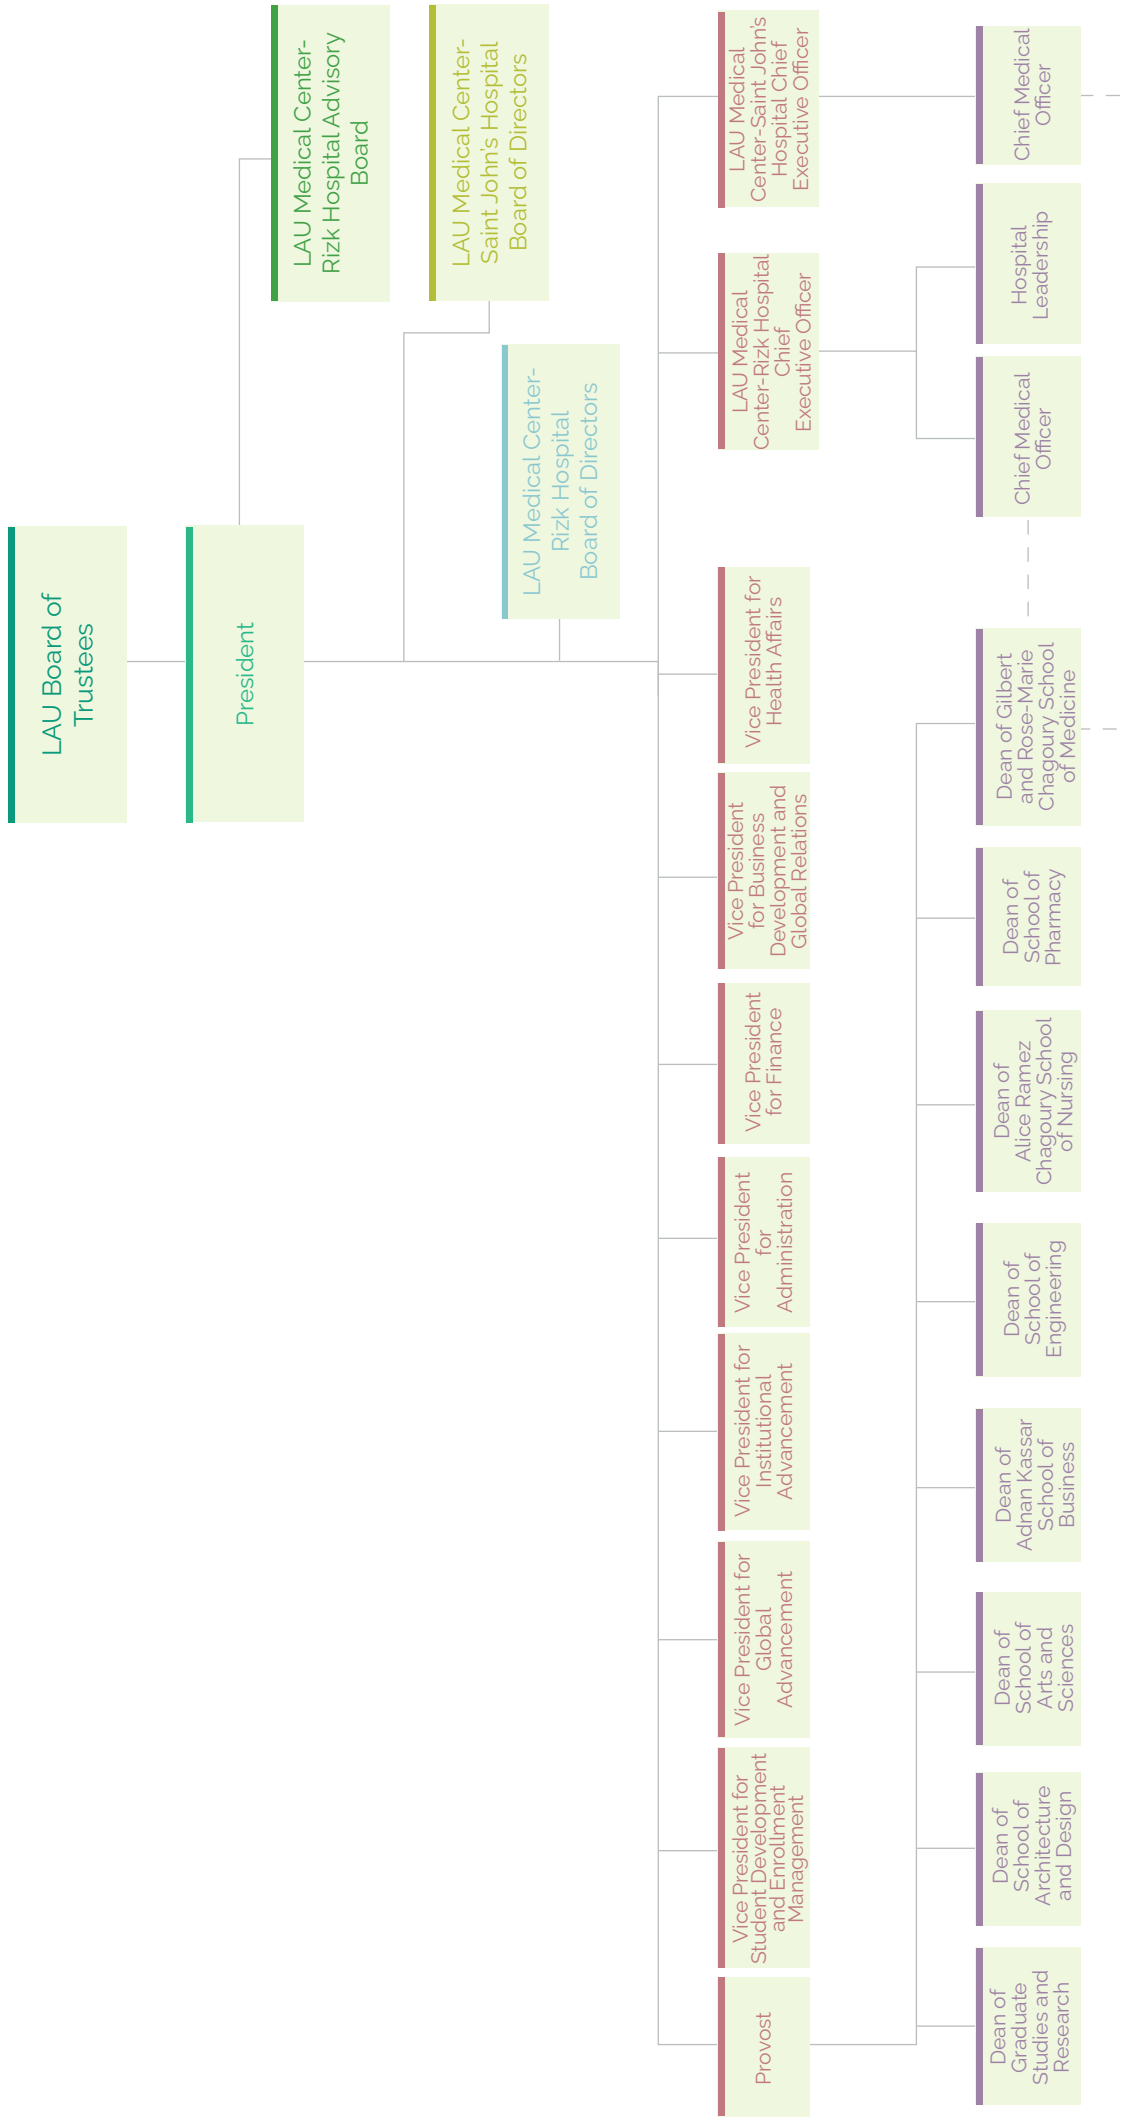 LAU Board of
Trustees
President
LAU Medical Center-
Rizk Hospital Advisory
Board
LAU Medical Center-
Saint John's Hospital
Board of Directors
LAU Medical Center-
Rizk Hospital
Board of Directors
Provost
Vice President for
Student Development
and Enrollment
Management
Vice President for
Global
Advancement
Vice President for
Institutional
Advancement
Vice President
for
Administration
Vice President
for Finance
Vice President
for Business
Development and
Global Relations
Vice President for
Health Affairs
LAU Medical
Center-Rizk Hospital
Chief
Executive Officer
LAU Medical
Center-Saint John's
Hospital Chief
Executive Officer
Dean of
Graduate
Studies and
Research
Dean of
School of
Architecture
and Design
Dean of
School of
Arts and
Sciences
Dean of
Adnan Kassar
School of
Business
Dean of
School of
Engineering
Dean of
Alice Ramez
Chagoury School
of Nursing
Dean of
School of
Pharmacy
Dean of Gilbert
and Rose-Marie
Chagoury School
of Medicine
Chief Medical
Officer
Hospital
Leadership
Chief Medical
Officer